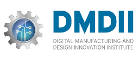 DMDII
DIGITAL MANUFACTURING AND
DESIGN INNOVATION INSTITUTE